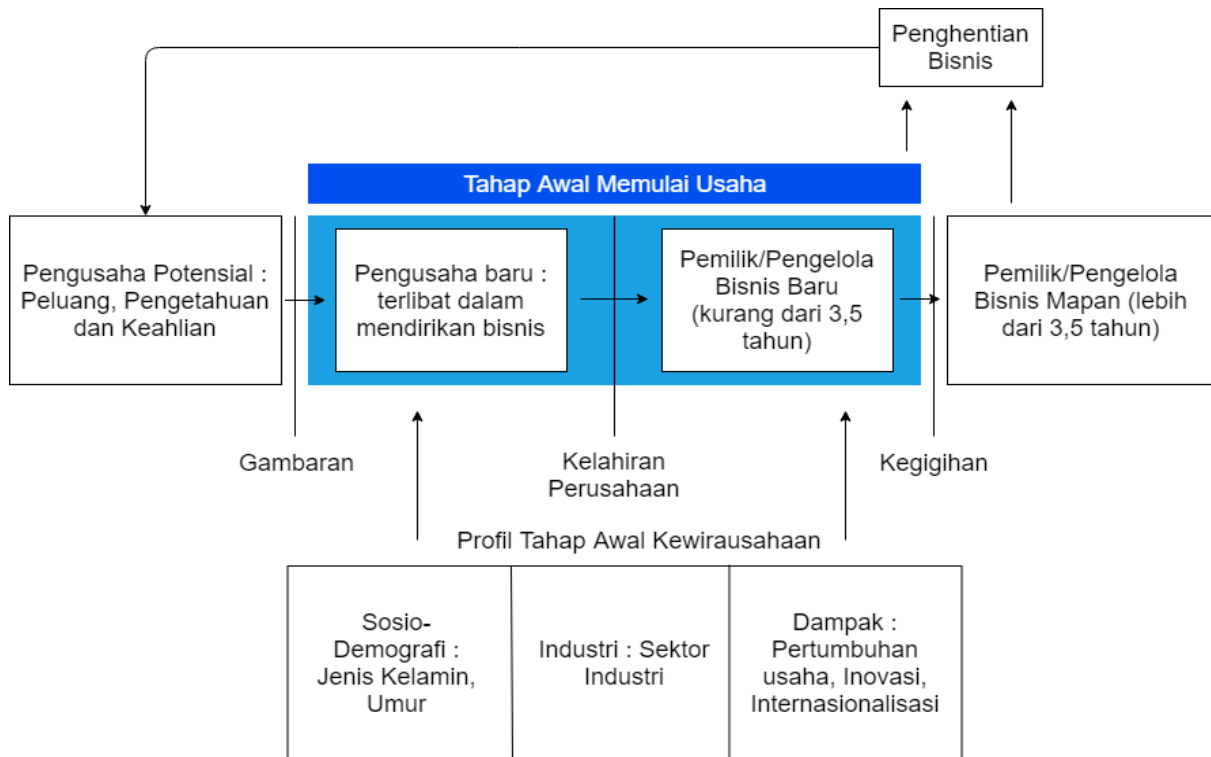 Penghentian
Bisnis
Tahap Awal Memulai Usaha
Pengusaha Potensial :
Peluang, Pengetahuan
dan Keahlian
Pengusaha baru :
terlibat dalam
mendirikan bisnis
Pemilik/Pengelola
Bisnis Baru
(kurang dari 3,5
tahun)
Pemilik/Pengelola
Bisnis Mapan (lebih
dari 3,5 tahun)
Gambaran
Kelahiran
Perusahaan
Kegigihan
Profil Tahap Awal Kewirausahaan
Sosio-
Demografi :
Jenis Kelamin,
Umur
Industri : Sektor
Industri
Dampak :
Pertumbuhan
usaha, Inovasi,
Internasionalisasi